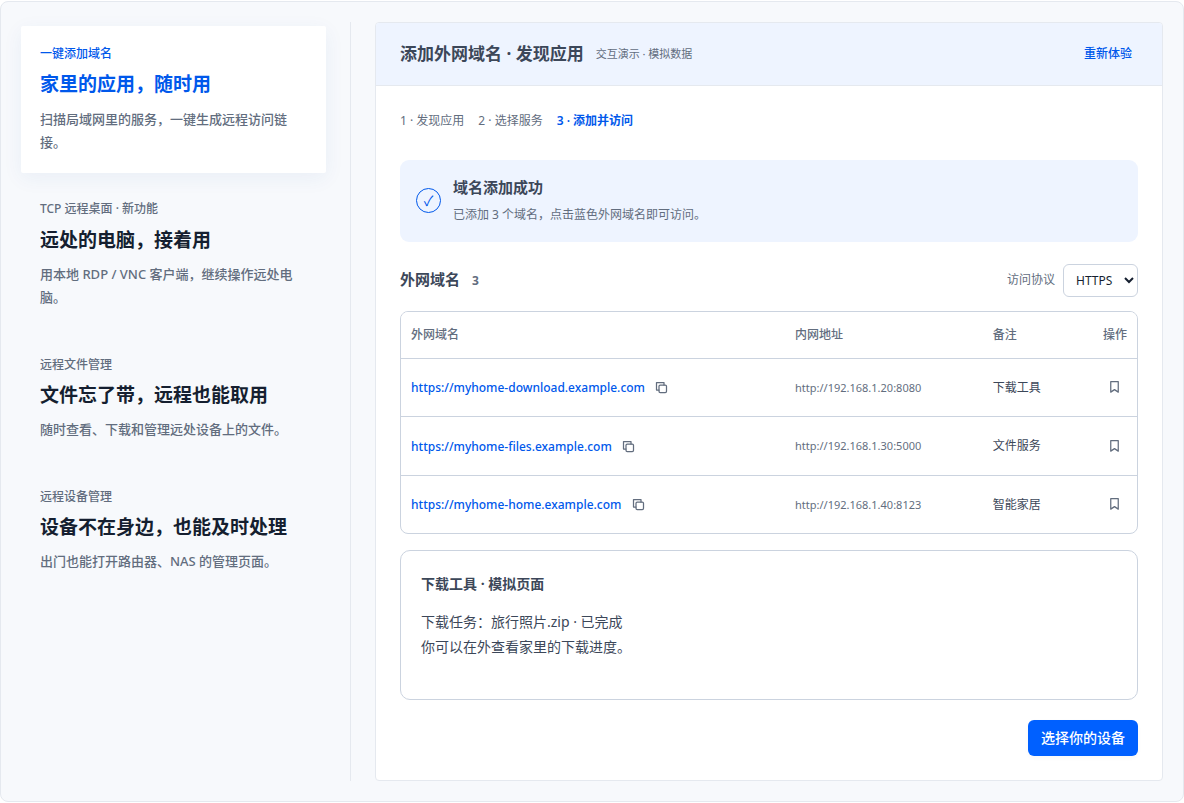 一键添加域名
家里的应用，随时用
扫描局域网里的服务，一键生成远程访问链
接。
TCP 远程桌面 · 新功能
远处的电脑，接着用
用本地 RDP / VNC 客户端，继续操作远处电
脑。
远程文件管理
文件忘了带，远程也能取用
随时查看、下载和管理远处设备上的文件。
远程设备管理
设备不在身边，也能及时处理
出门也能打开路由器、NAS 的管理页面。
添加外网域名 · 发现应用 交互演示 · 模拟数据 重新体验
1 · 发现应用 2 · 选择服务 3 · 添加并访问
域名添加成功
已添加 3 个域名，点击蓝色外网域名即可访问。
外网域名 3 访问协议 HTTPS
外网域名 内网地址 备注 操作
https://myhome-download.example.com http://192.168.1.20:8080 下载工具
https://myhome-files.example.com http://192.168.1.30:5000 文件服务
https://myhome-home.example.com http://192.168.1.40:8123 智能家居
下载工具 · 模拟页面
下载任务：旅行照片.zip · 已完成
你可以在外查看家里的下载进度。
选择你的设备